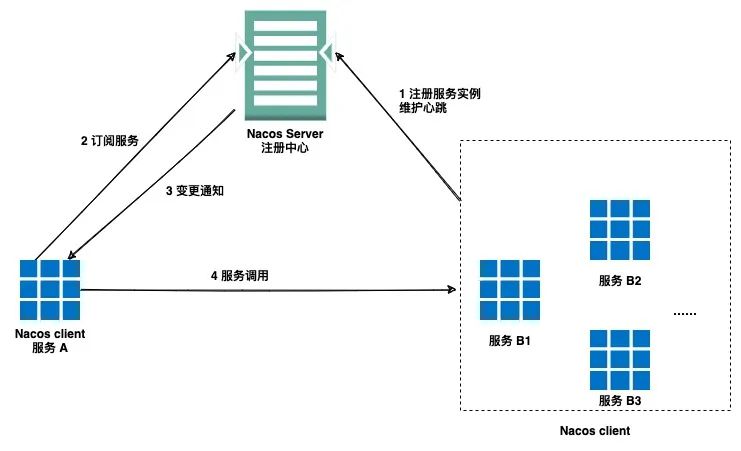 Nacos Server
注册中心
1 注册服务实例
维护心跳
2 订阅服务
3 变更通知
4 服务调用
Nacos client
服务 A
服务 B1
服务 B2
......
服务 B3
Nacos client